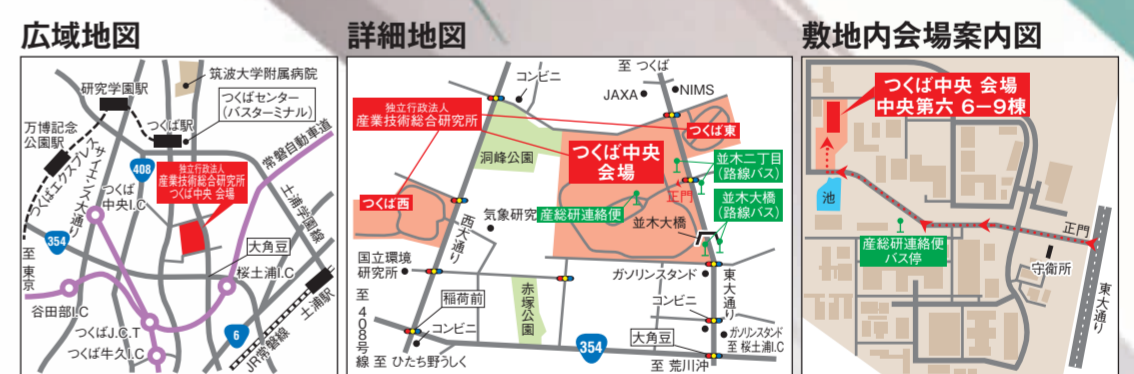 広域地図
筑波大学附属病院
研究学園駅
つくばセンター
(バスターミナル)
万博記念
公園駅
つくば駅
常磐自動車道
つくばエクスプレス
サイエンス大通り
408
独立行政法人
産業技術総合研究所
つくば中央 会場
つくば
中央I.C
土浦学園線
354
大角豆
至東京
桜土浦I.C
谷田部I.C
土浦駅
つくばJ.C.T
6
つくば牛久I.C
JR常磐線
詳細地図
至 つくば
コンビニ
JAXA
NIMS
独立行政法人
産業技術総合研究所
つくば東
洞峰公園
つくば中央
会場
並木二丁目
(路線バス)
正門
つくば西
並木大橋
(路線バス)
西大通り
気象研究
産総研連絡便
並木大橋
国立環境
研究所
ガソリンスタンド
東大通り
至408号線
稲荷前
赤塚公園
コンビニ
コンビニ
354
大角豆
ガソリンスタンド
至 桜土浦I.C
至 ひたち野うしく
至 荒川沖
敷地内会場案内図
つくば中央 会場
中央第六 6−9棟
池
正門
産総研連絡便
バス停
守衛所
東大通り